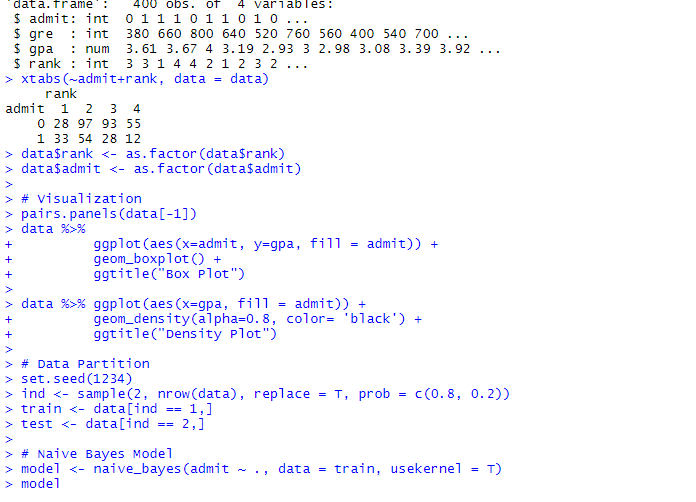 'data.frame':   400 obs. of  4 variables:
 $ admit: int  0 1 1 1 0 1 1 0 1 0 ...
 $ gre  : int  380 660 800 640 520 760 560 400 540 700 ...
 $ gpa  : num  3.61 3.67 4 3.19 2.93 3 2.98 3.08 3.39 3.92 ...
 $ rank : int  3 3 1 4 4 2 1 2 3 2 ...
> xtabs(~admit+rank, data = data)
     rank
admit  1  2  3  4
    0 28 97 93 55
    1 33 54 28 12
> data$rank <- as.factor(data$rank)
> data$admit <- as.factor(data$admit)
>
> # Visualization
> pairs.panels(data[-1])
> data %>%
+         ggplot(aes(x=admit, y=gpa, fill = admit)) +
+         geom_boxplot() +
+         ggtitle("Box Plot")
>
> data %>% ggplot(aes(x=gpa, fill = admit)) +
+         geom_density(alpha=0.8, color= 'black') +
+         ggtitle("Density Plot")
>
> # Data Partition
> set.seed(1234)
> ind <- sample(2, nrow(data), replace = T, prob = c(0.8, 0.2))
> train <- data[ind == 1,]
> test <- data[ind == 2,]
>
> # Naive Bayes Model
> model <- naive_bayes(admit ~ ., data = train, usekernel = T)
> model